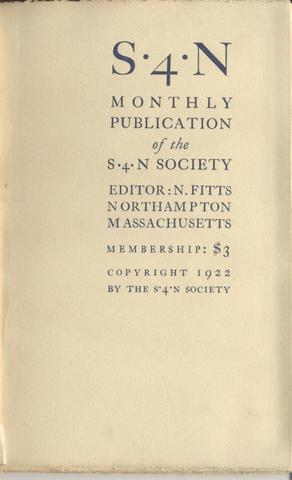 S·4·N
MONTHLY
PUBLICATION
of the
S·4·N SOCIETY
EDITOR: N. FITTS
NORTHAMPTON
MASSACHUSETTS
MEMBERSHIP: $3
COPYRIGHT 1922
BY THE S·4·N SOCIETY